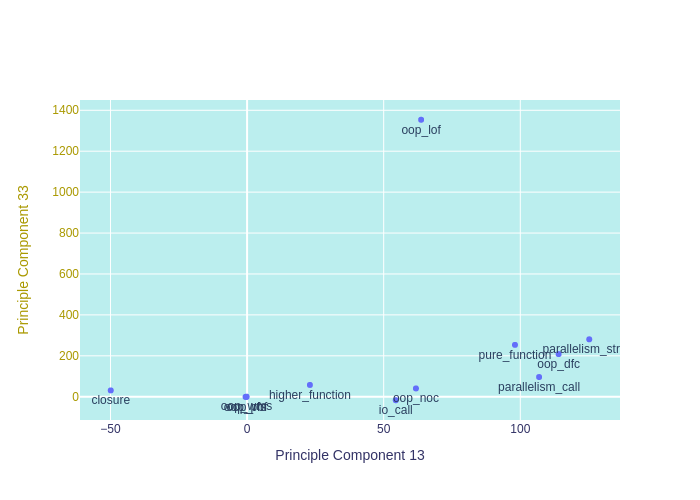 1400
1200
1000
800
600
400
200
0
Principle Component 33
oop_lof
parallelism_str
pure_function
oop_dfc
parallelism_call
higher_function
oop_noc
closure
io_call
−50
0
50
100
Principle Component 13